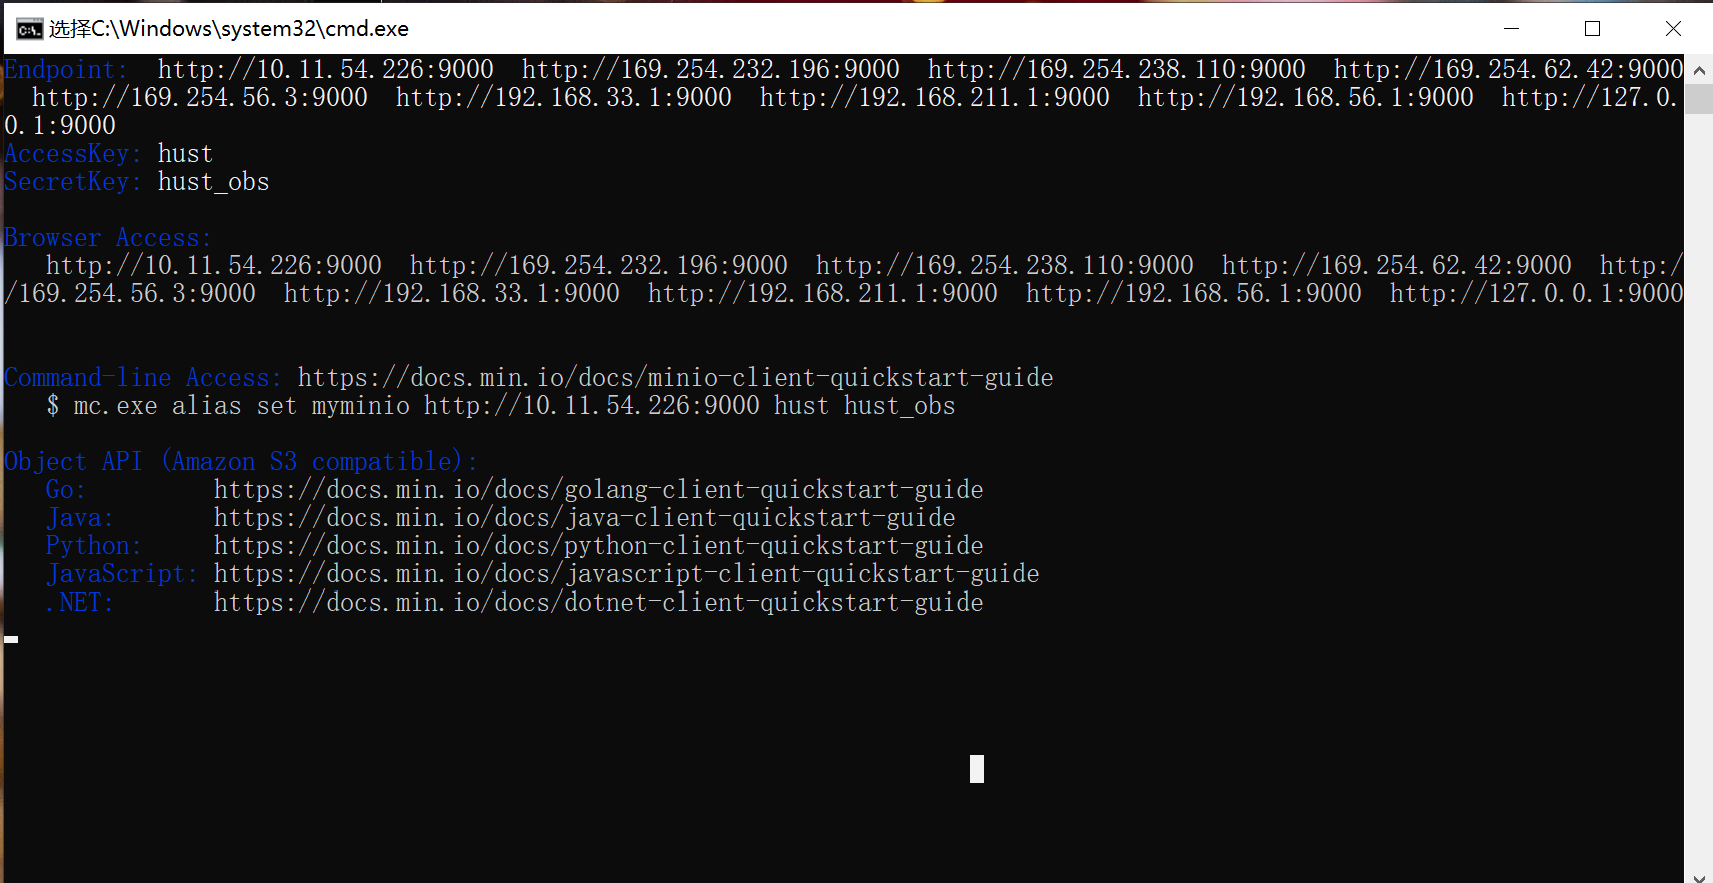 选择C:\Windows\system32\cmd.exe
Endpoint:  http://10.11.54.226:9000  http://169.254.232.196:9000  http://169.254.238.110:9000  http://169.254.62.42:9000
  http://169.254.56.3:9000  http://192.168.33.1:9000  http://192.168.211.1:9000  http://192.168.56.1:9000  http://127.0.
0.1:9000
AccessKey: hust
SecretKey: hust_obs
Browser Access:
   http://10.11.54.226:9000  http://169.254.232.196:9000  http://169.254.238.110:9000  http://169.254.62.42:9000  http:/
/169.254.56.3:9000  http://192.168.33.1:9000  http://192.168.211.1:9000  http://192.168.56.1:9000  http://127.0.0.1:9000
Command-line Access: https://docs.min.io/docs/minio-client-quickstart-guide
   $ mc.exe alias set myminio http://10.11.54.226:9000 hust hust_obs
Object API (Amazon S3 compatible):
   Go:         https://docs.min.io/docs/golang-client-quickstart-guide
   Java:       https://docs.min.io/docs/java-client-quickstart-guide
   Python:     https://docs.min.io/docs/python-client-quickstart-guide
   JavaScript: https://docs.min.io/docs/javascript-client-quickstart-guide
   .NET:       https://docs.min.io/docs/dotnet-client-quickstart-guide